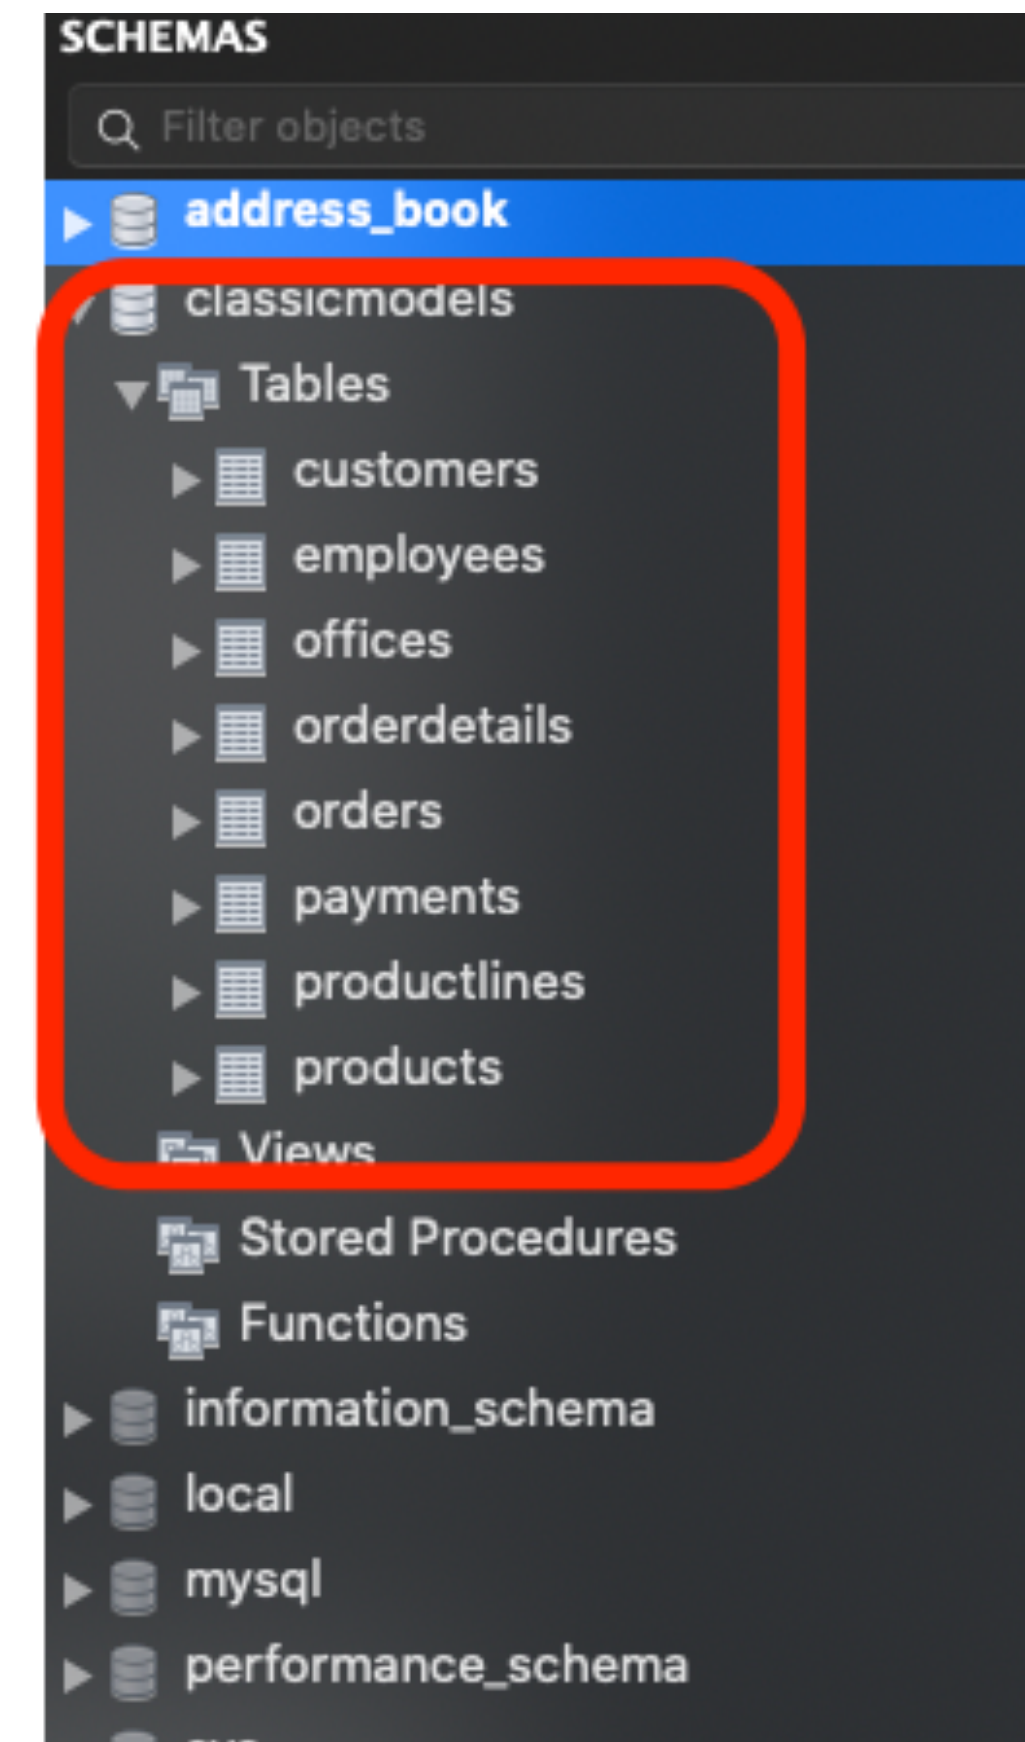 SCHEMAS
Filter objects
address_book
classicmodels
Tables
customers
employees
offices
orderdetails
orders
payments
productlines
products
Views
Stored Procedures
Functions
information_schema
local
mysql
performance_schema